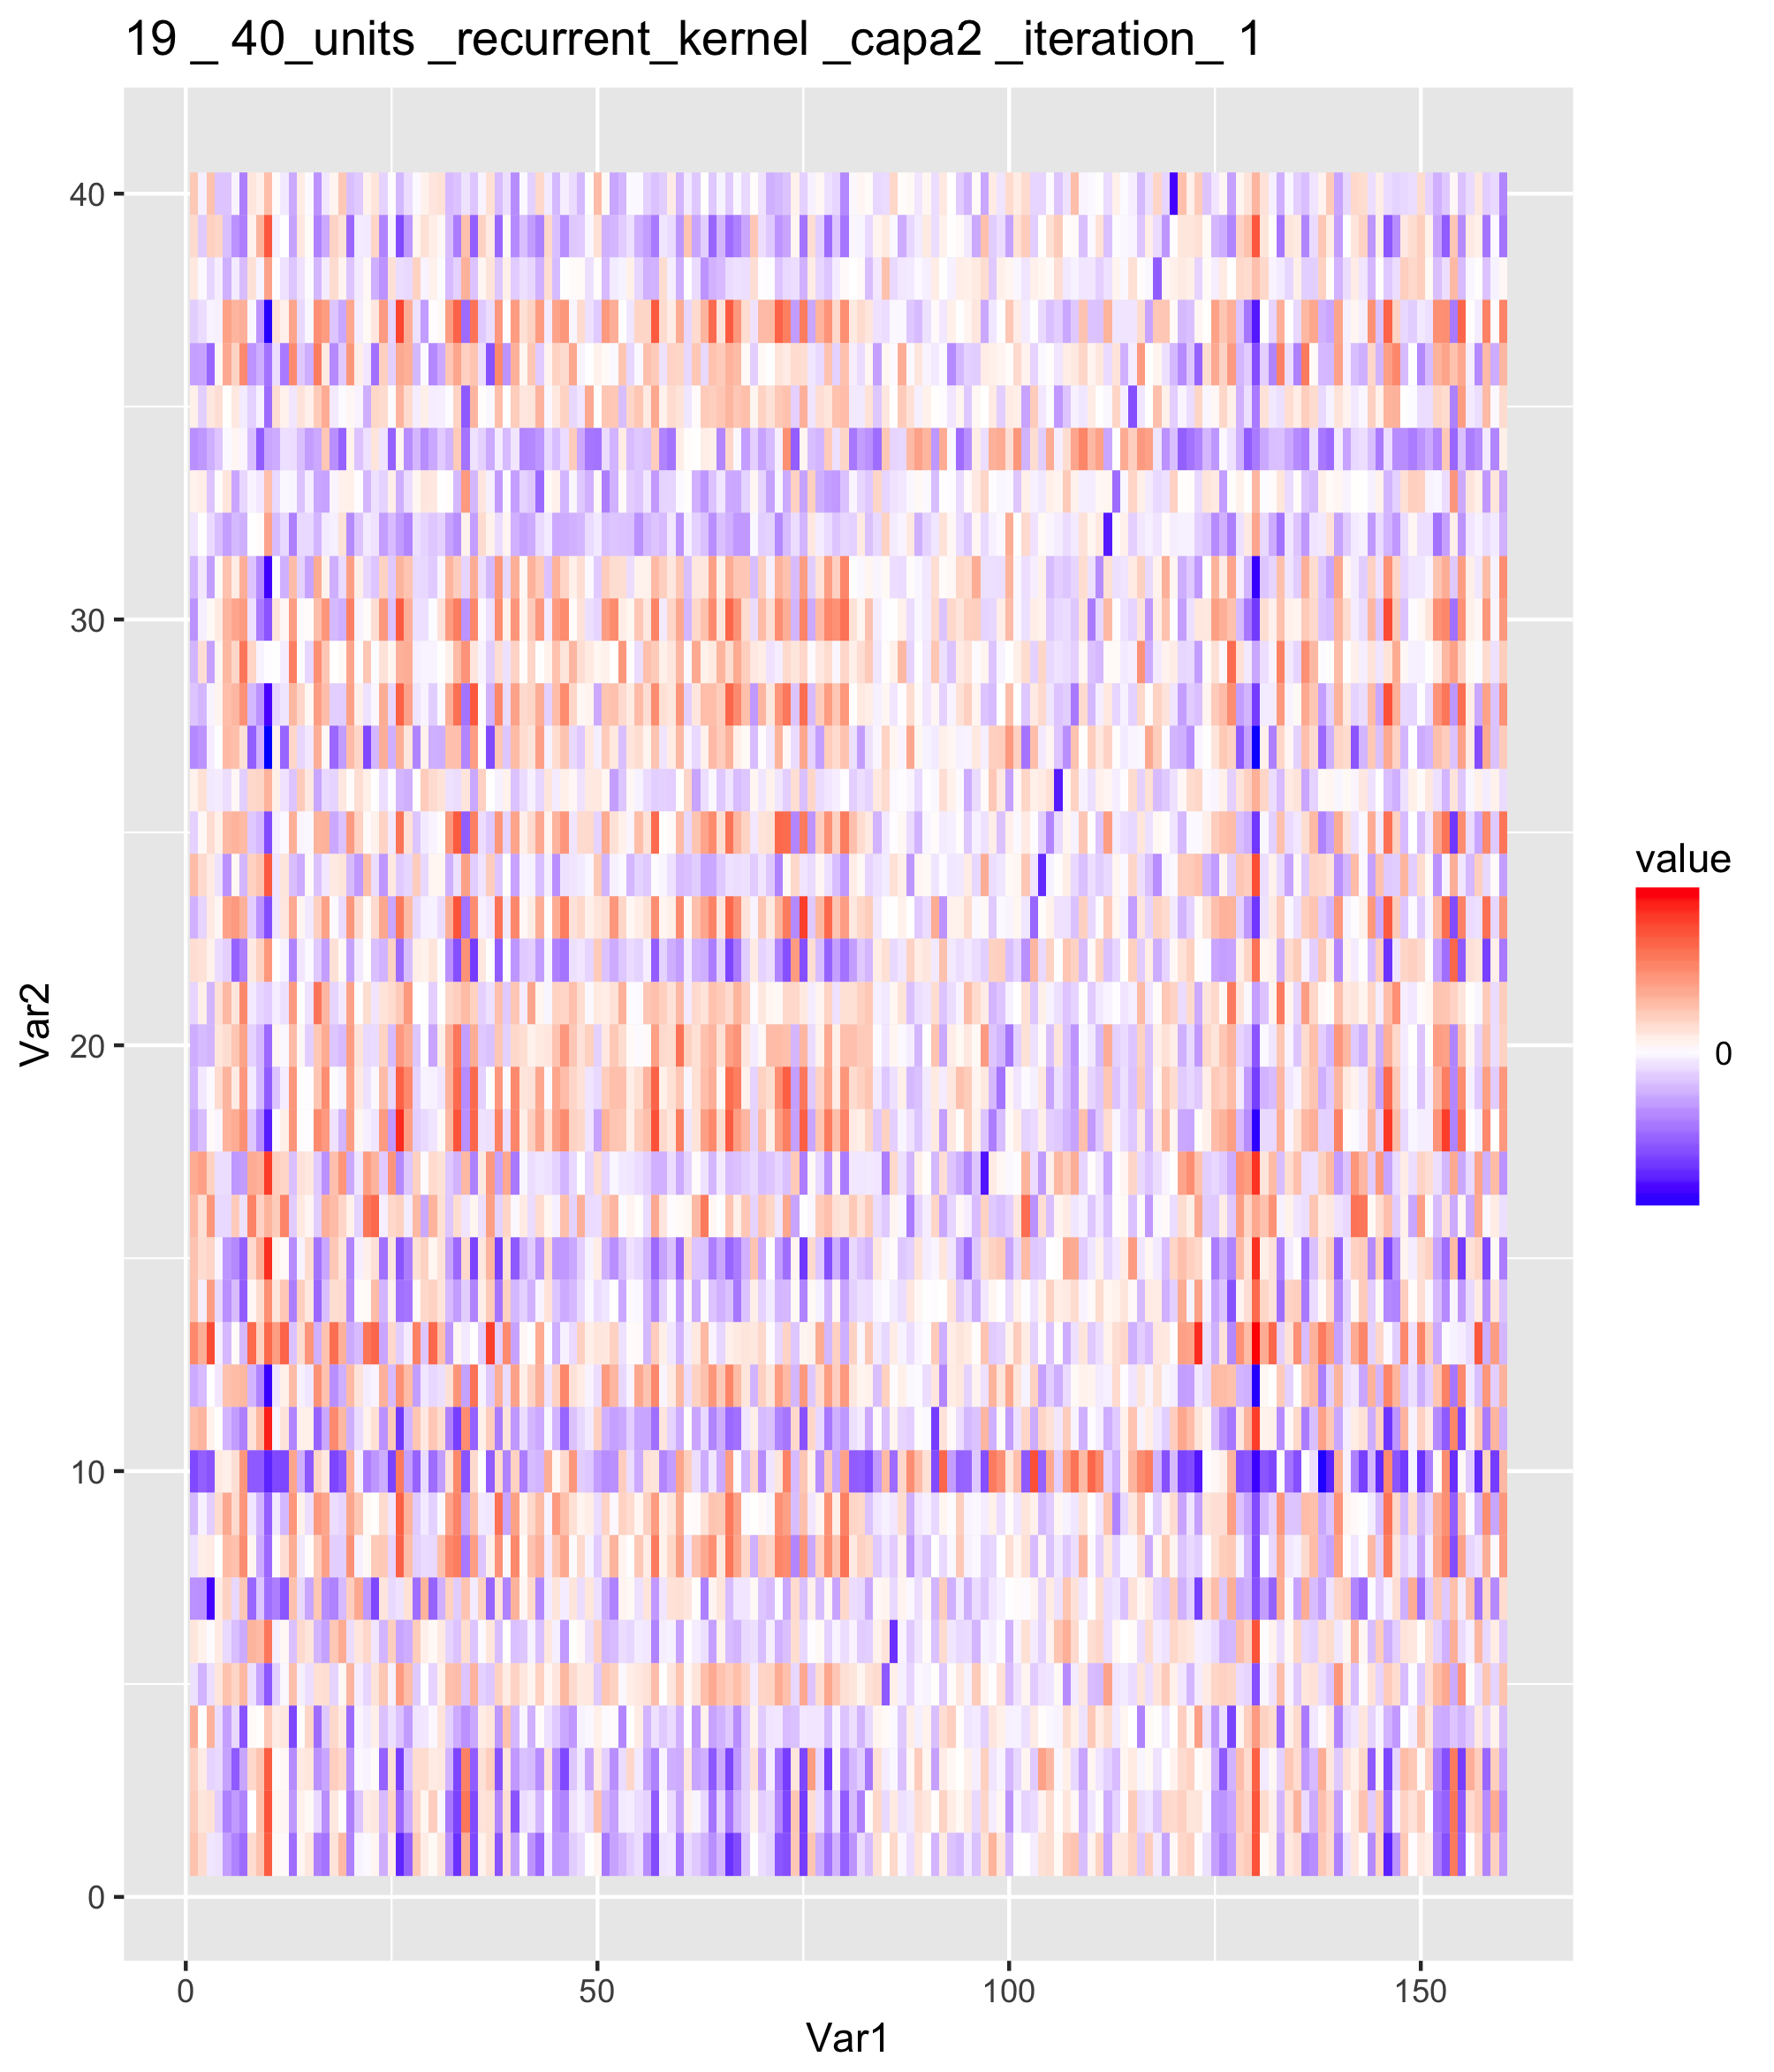 19 _ 40_units _recurrent_kernel _capa2 _iteration_ 1
40
30
20
10
0
Var2
0
50
100
150
Var1
value
0